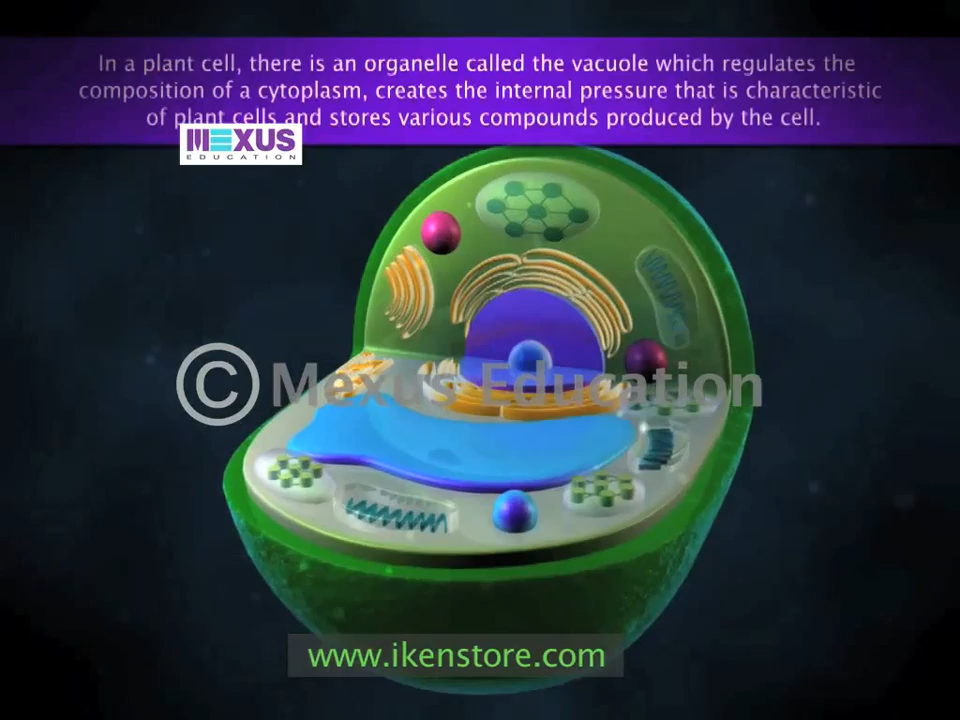 In a plant cell, there is an organelle called the vacuole which regulates the
composition of a cytoplasm, creates the internal pressure that is characteristic
of plant cells and stores various compounds produced by the cell.
MEXUS
EDUCATION
© Mexus Education
www.ikenstore.com